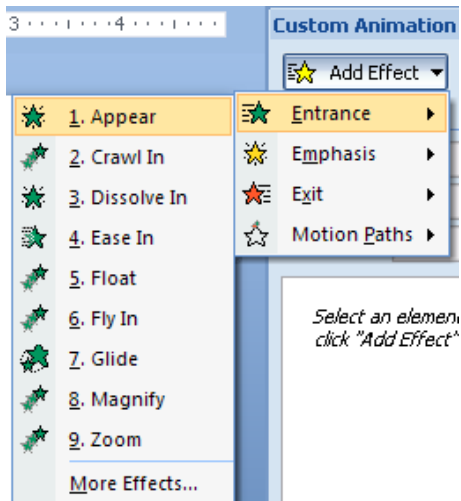 3 4
Custom Animation
Add Effect
1. Appear
2. Crawl In
3. Dissolve In
4. Ease In
5. Float
6. Fly In
7. Glide
8. Magnify
9. Zoom
More Effects...
Entrance
Emphasis
Exit
Motion Paths
Select an elemen
click "Add Effect"